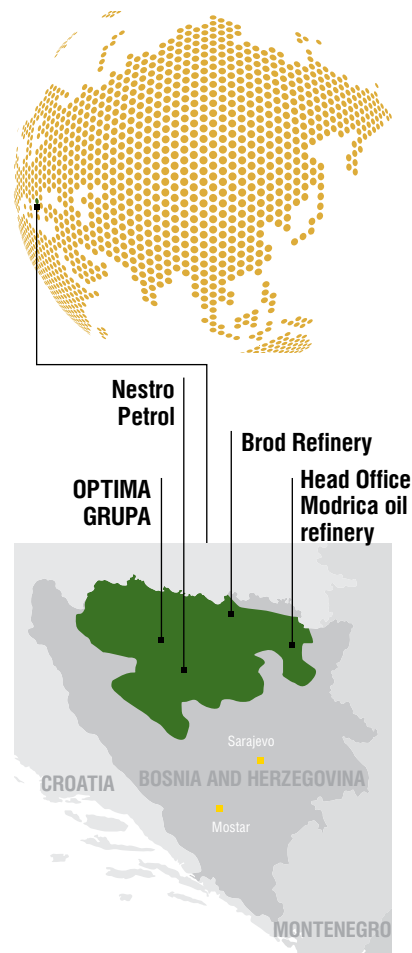 Nestro
Petrol
Brod Refinery
OPTIMA
GRUPA
Head Office
Modrica oil
refinery
Sarajevo
CROATIA
BOSNIA AND HERZEGOVINA
Mostar
MONTENEGRO